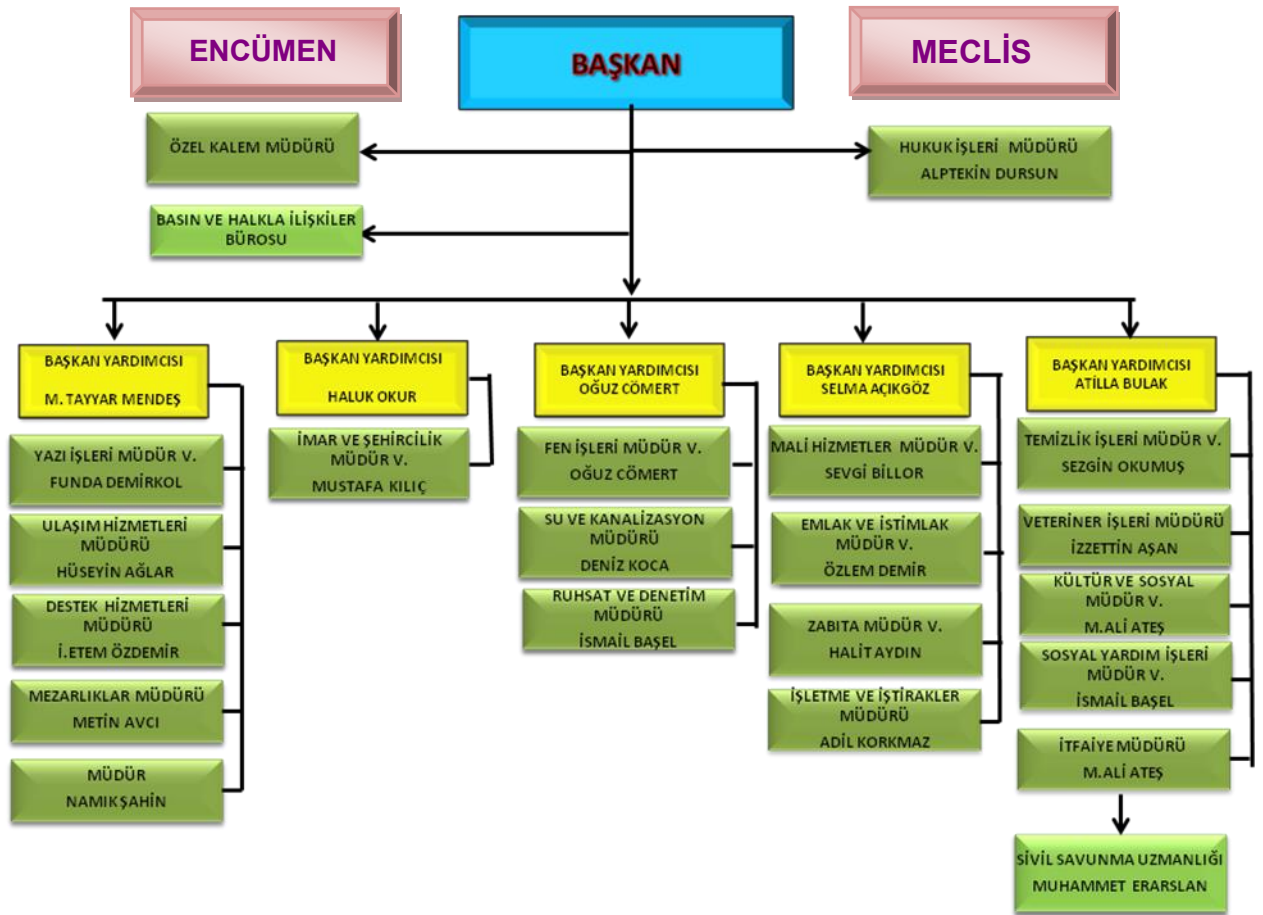 ENCÜMEN
BAŞKAN
MECLİS
ÖZEL KALEM MÜDÜRÜ
HUKUK İŞLERİ MÜDÜRÜ
ALPTEKİN DURSUN
BASIN VE HALKLA İLİŞKİLER
BÜROSU
BAŞKAN YARDIMCISI
M. TAYYAR MENDEŞ
YAZI İŞLERİ MÜDÜR V.
FUNDA DEMİRKOL
ULAŞIM HİZMETLERİ
MÜDÜRÜ
HÜSEYİN AĞLAR
DESTEK HİZMETLERİ
MÜDÜRÜ
İ.ETEM ÖZDEMİR
MEZARLIKLAR MÜDÜRÜ
METİN AVCI
MÜDÜR
NAMIK ŞAHİN
BAŞKAN YARDIMCISI
HALUK OKUR
İMAR VE ŞEHİRCİLİK
MÜDÜR V.
MUSTAFA KILIÇ
BAŞKAN YARDIMCISI
OĞUZ CÖMERT
FEN İŞLERİ MÜDÜR V.
OĞUZ CÖMERT
SU VE KANALİZASYON
MÜDÜRÜ
DENİZ KOCA
RUHSAT VE DENETİM
MÜDÜRÜ
İSMAİL BAŞEL
BAŞKAN YARDIMCISI
SELMA AÇIKGÖZ
MALİ HİZMETLER MÜDÜR V.
SEVGİ BİLLOR
EMLAK VE İSTİMLAK
MÜDÜR V.
ÖZLEM DEMİR
ZABITA MÜDÜR V.
HALİT AYDIN
İŞLETME VE İŞTİRAKLER
MÜDÜRÜ
ADİL KORKMAZ
BAŞKAN YARDIMCISI
ATİLLA BULAK
TEMİZLİK İŞLERİ MÜDÜR V.
SEZGİN OKUMUŞ
VETERİNER İŞLERİ MÜDÜRÜ
İZZETTİN AŞAN
KÜLTÜR VE SOSYAL
MÜDÜR V.
M.ALİ ATEŞ
SOSYAL YARDIM İŞLERİ
MÜDÜR V.
İSMAİL BAŞEL
İTFAİYE MÜDÜRÜ
M.ALİ ATEŞ
SİVİL SAVUNMA UZMANLIĞI
MUHAMMET ERARSLAN